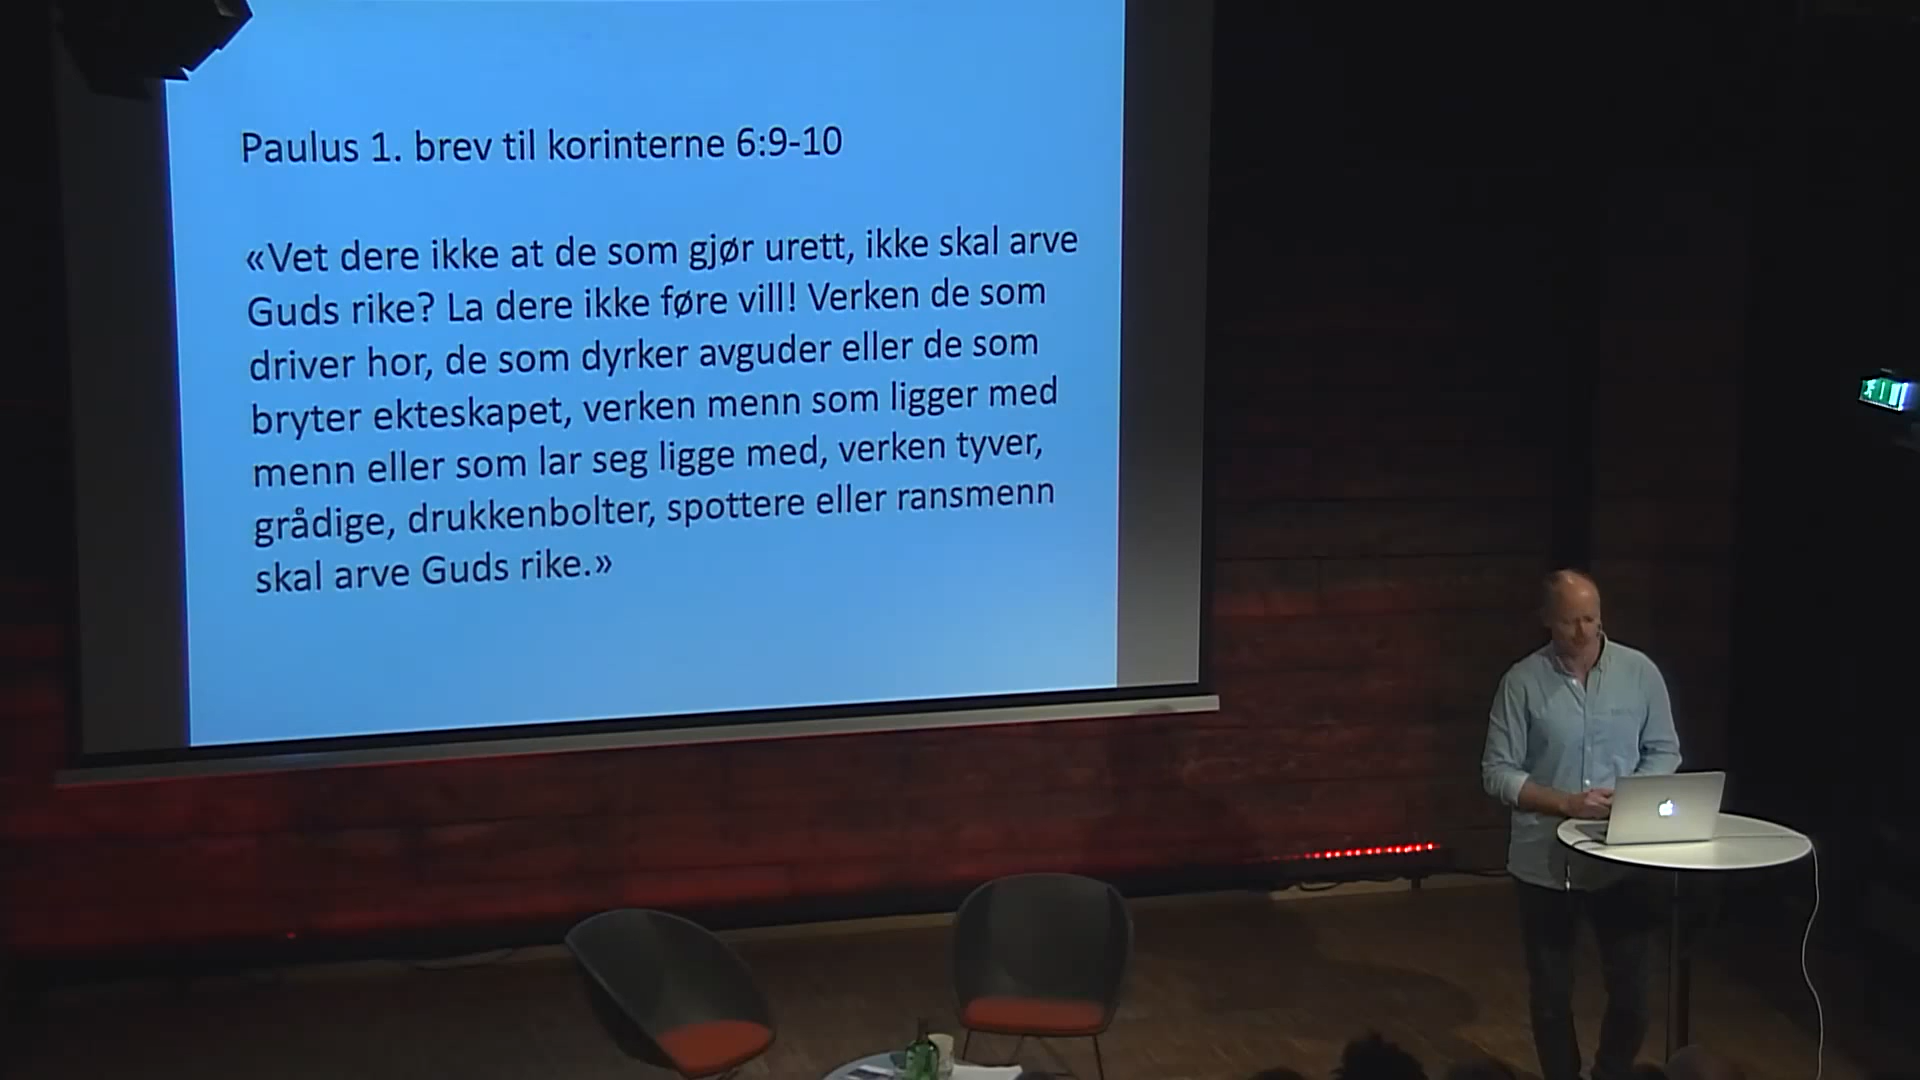 Paulus 1. brev til korinterne 6:9-10
«Vet dere ikke at de som gjør urett, ikke skal arve
Guds rike? La dere ikke føre vill! Verken de som
driver hor, de som dyrker avguder eller de som
bryter ekteskapet, verken menn som ligger med
menn eller som lar seg ligge med, verken tyver,
grådige, drukkenbolter, spottere eller ransmenn
skal arve Guds rike.»